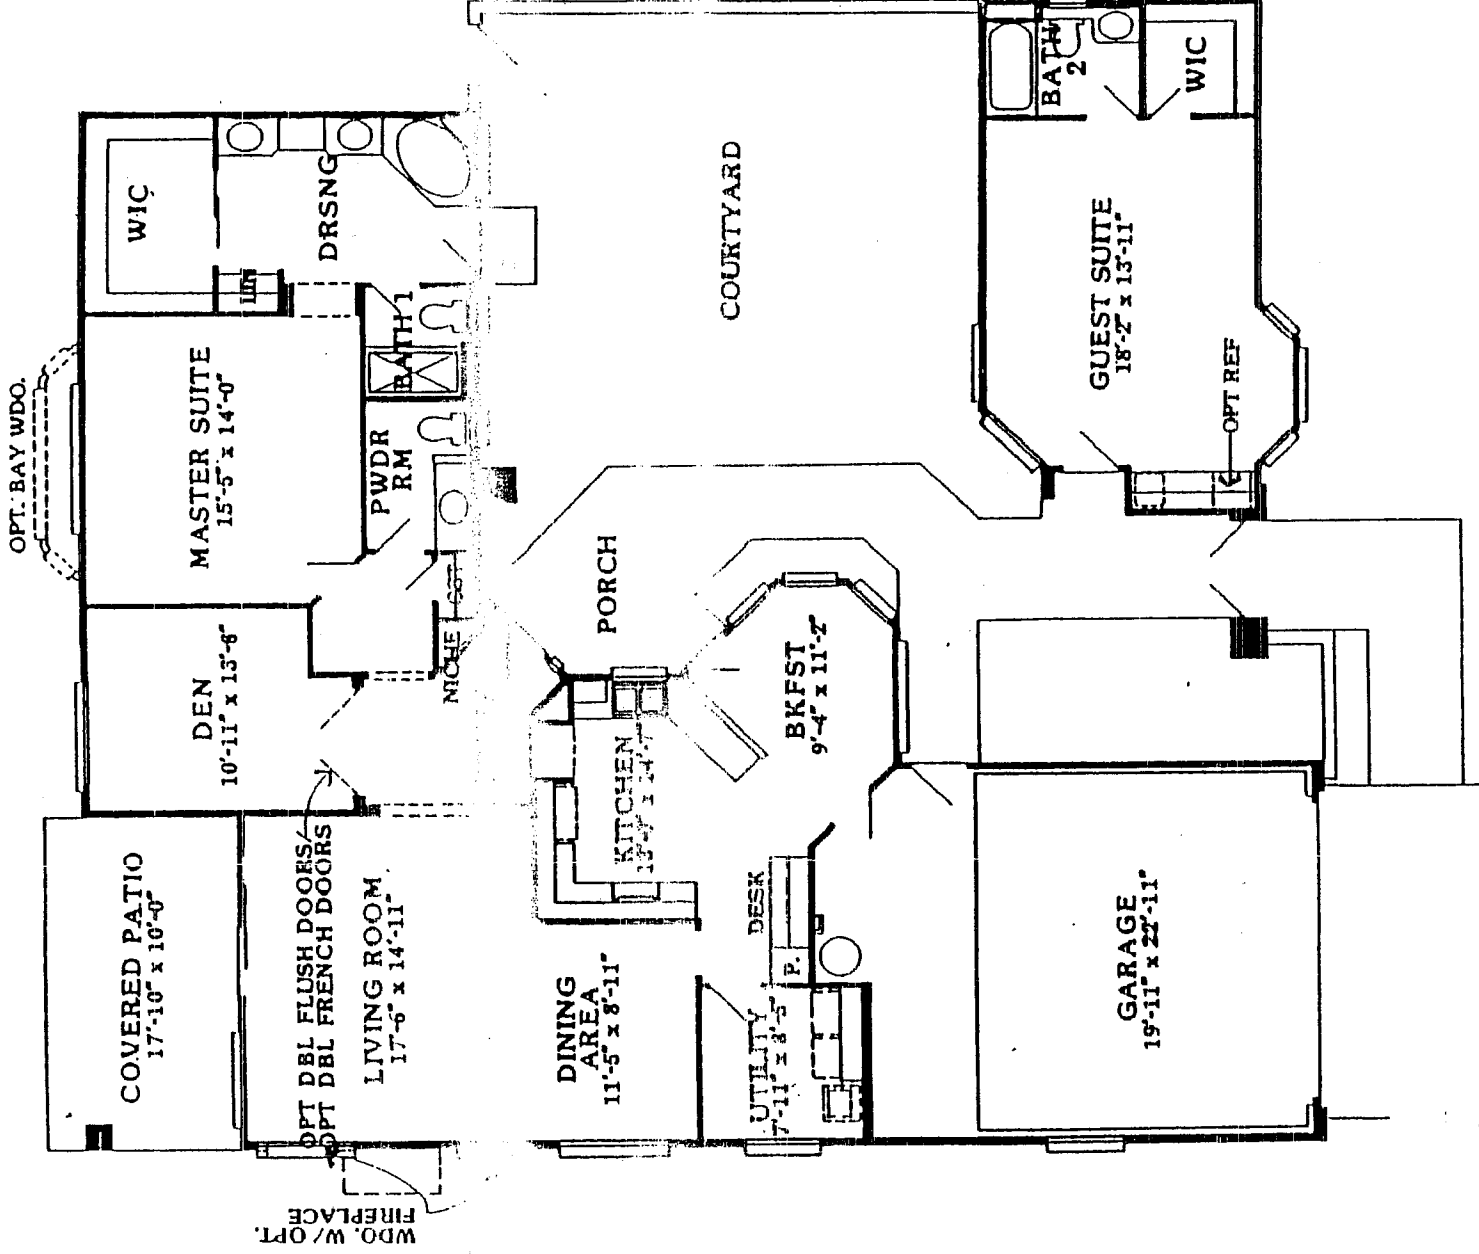 OPT. BAY WDO.
WIC
LIN
DRSNG
MASTER SUITE
15'-5" x 14'-0"
BATH 1
PWDR
RM
DEN
10'-11" x 13'-6"
NICHE
COVERED PATIO
17'-10" x 10'-0"
OPT DBL FLUSH DOORS/
OPT DBL FRENCH DOORS
LIVING ROOM
17'-6" x 14'-11"
WDO. W/OPT.
FIREPLACE
DINING
AREA
11'-5" x 8'-11"
KITCHEN
PORCH
COURTYARD
BKFST
9'-4" x 11'-2"
DESK
P.
UTILITY
BATH
2
WIC
GUEST SUITE
18'-2" x 13'-11"
OPT REF
GARAGE
19'-11" x 22'-11"